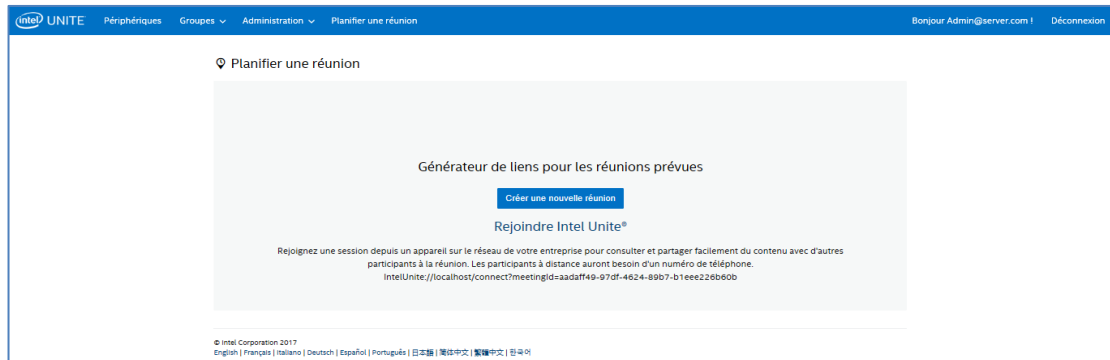 intel UNITE Périphériques Groupes Administration Planifier une réunion Bonjour Admin@server.com ! Déconnexion
Planifier une réunion
Générateur de liens pour les réunions prévues
Créer une nouvelle réunion
Rejoindre Intel Unite®
Rejoignez une session depuis un appareil sur le réseau de votre entreprise pour consulter et partager facilement du contenu avec d'autres
participants à la réunion. Les participants à distance auront besoin d'un numéro de téléphone.
IntelUnite://localhost/connect?meetingId=aadaff49-97df-4624-89b7-b1eee226b60b
© Intel Corporation 2017
English | Français | Italiano | Deutsch | Español | Português | 日本語 | 简体中文 | 繁體中文 | 한국어